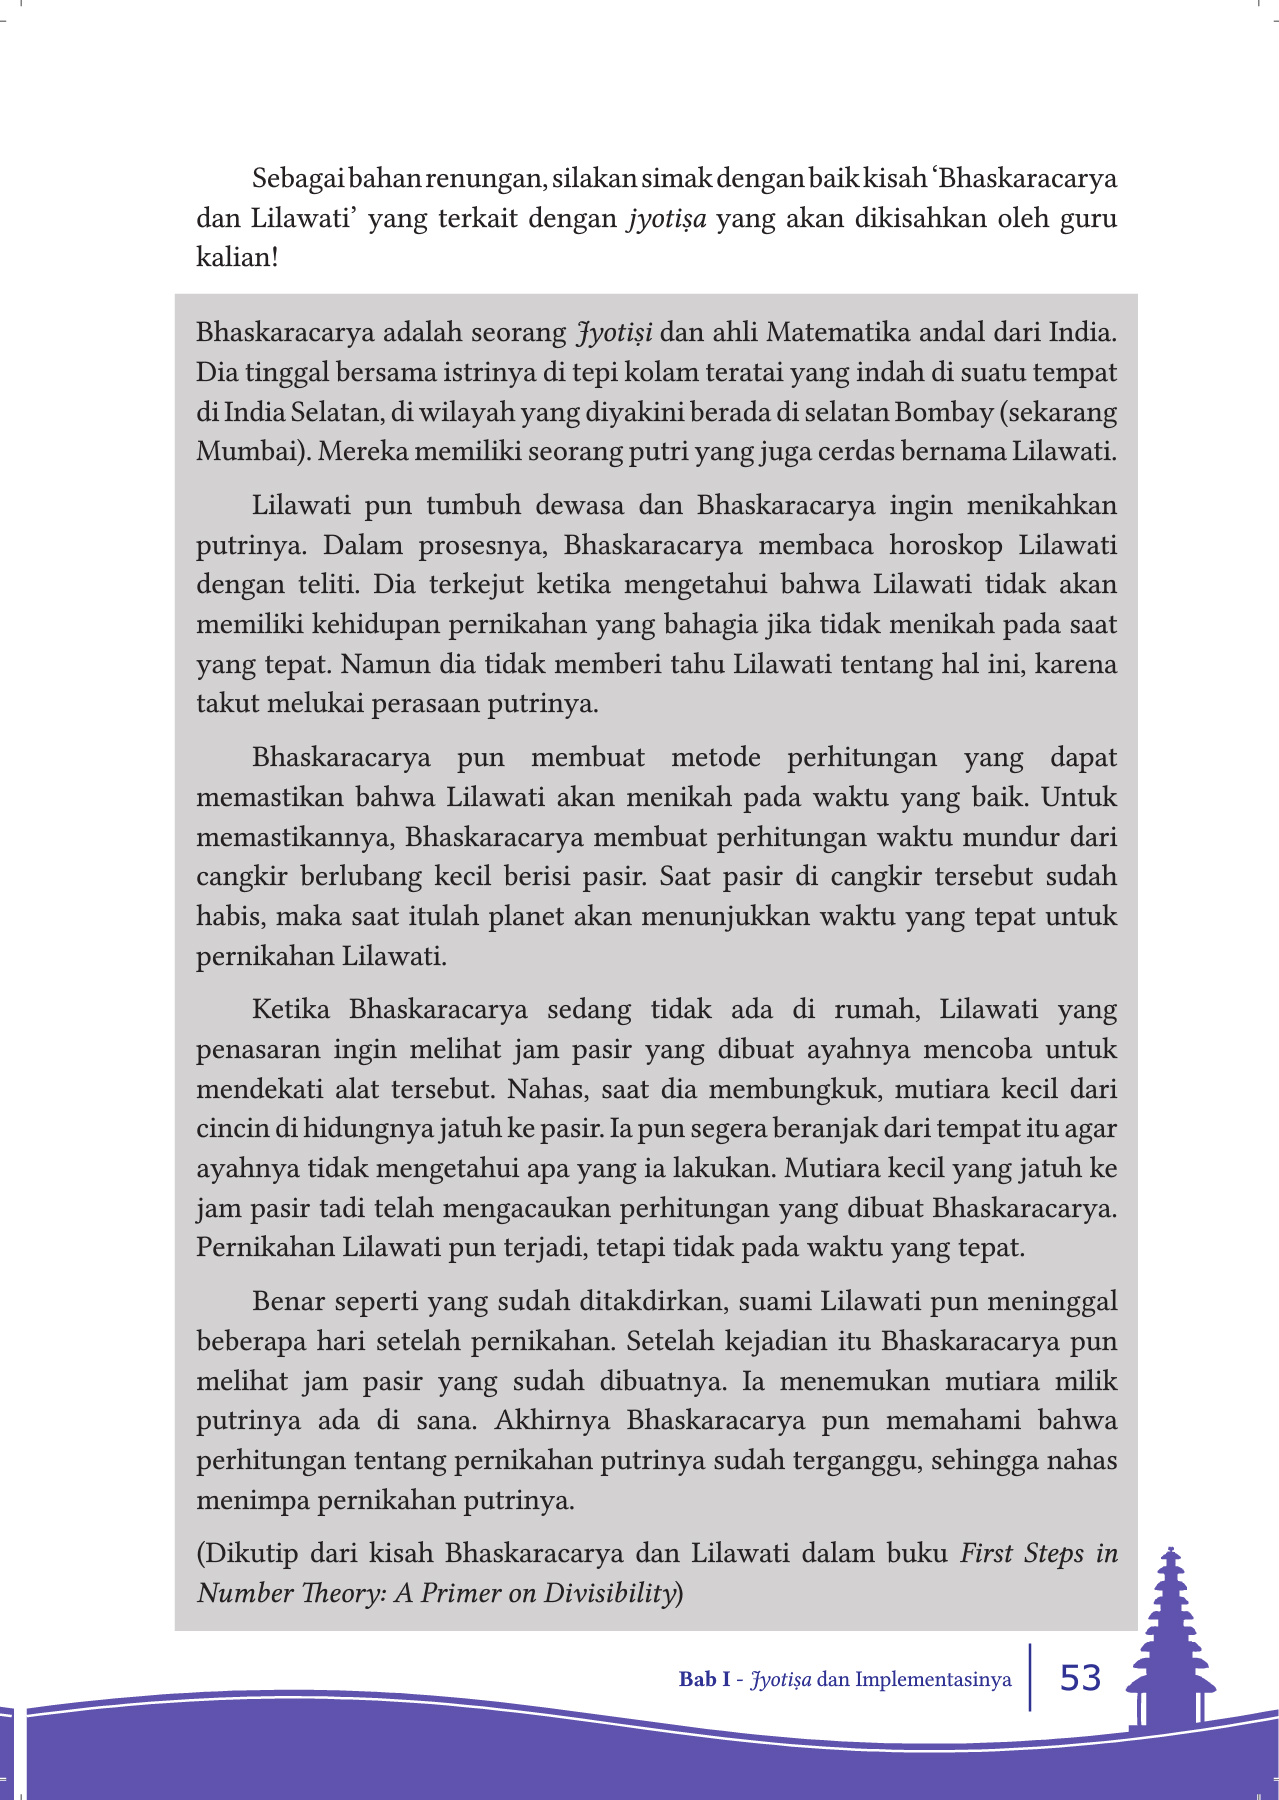 Sebagai bahan renungan, silakan simak dengan baik kisah ‘Bhaskaracarya
dan Lilawati’ yang terkait dengan jyotiṣa yang akan dikisahkan oleh guru
kalian!
Bhaskaracarya adalah seorang Jyotiṣi dan ahli Matematika andal dari India.
Dia tinggal bersama istrinya di tepi kolam teratai yang indah di suatu tempat
di India Selatan, di wilayah yang diyakini berada di selatan Bombay (sekarang
Mumbai). Mereka memiliki seorang putri yang juga cerdas bernama Lilawati.
Lilawati pun tumbuh dewasa dan Bhaskaracarya ingin menikahkan
putrinya. Dalam prosesnya, Bhaskaracarya membaca horoskop Lilawati
dengan teliti. Dia terkejut ketika mengetahui bahwa Lilawati tidak akan
memiliki kehidupan pernikahan yang bahagia jika tidak menikah pada saat
yang tepat. Namun dia tidak memberi tahu Lilawati tentang hal ini, karena
takut melukai perasaan putrinya.
Bhaskaracarya pun membuat metode perhitungan yang dapat
memastikan bahwa Lilawati akan menikah pada waktu yang baik. Untuk
memastikannya, Bhaskaracarya membuat perhitungan waktu mundur dari
cangkir berlubang kecil berisi pasir. Saat pasir di cangkir tersebut sudah
habis, maka saat itulah planet akan menunjukkan waktu yang tepat untuk
pernikahan Lilawati.
Ketika Bhaskaracarya sedang tidak ada di rumah, Lilawati yang
penasaran ingin melihat jam pasir yang dibuat ayahnya mencoba untuk
mendekati alat tersebut. Nahas, saat dia membungkuk, mutiara kecil dari
cincin di hidungnya jatuh ke pasir. Ia pun segera beranjak dari tempat itu agar
ayahnya tidak mengetahui apa yang ia lakukan. Mutiara kecil yang jatuh ke
jam pasir tadi telah mengacaukan perhitungan yang dibuat Bhaskaracarya.
Pernikahan Lilawati pun terjadi, tetapi tidak pada waktu yang tepat.
Benar seperti yang sudah ditakdirkan, suami Lilawati pun meninggal
beberapa hari setelah pernikahan. Setelah kejadian itu Bhaskaracarya pun
melihat jam pasir yang sudah dibuatnya. Ia menemukan mutiara milik
putrinya ada di sana. Akhirnya Bhaskaracarya pun memahami bahwa
perhitungan tentang pernikahan putrinya sudah terganggu, sehingga nahas
menimpa pernikahan putrinya.
(Dikutip dari kisah Bhaskaracarya dan Lilawati dalam buku First Steps in
Number Theory: A Primer on Divisibility)
Bab I - Jyotiṣa dan Implementasinya 53